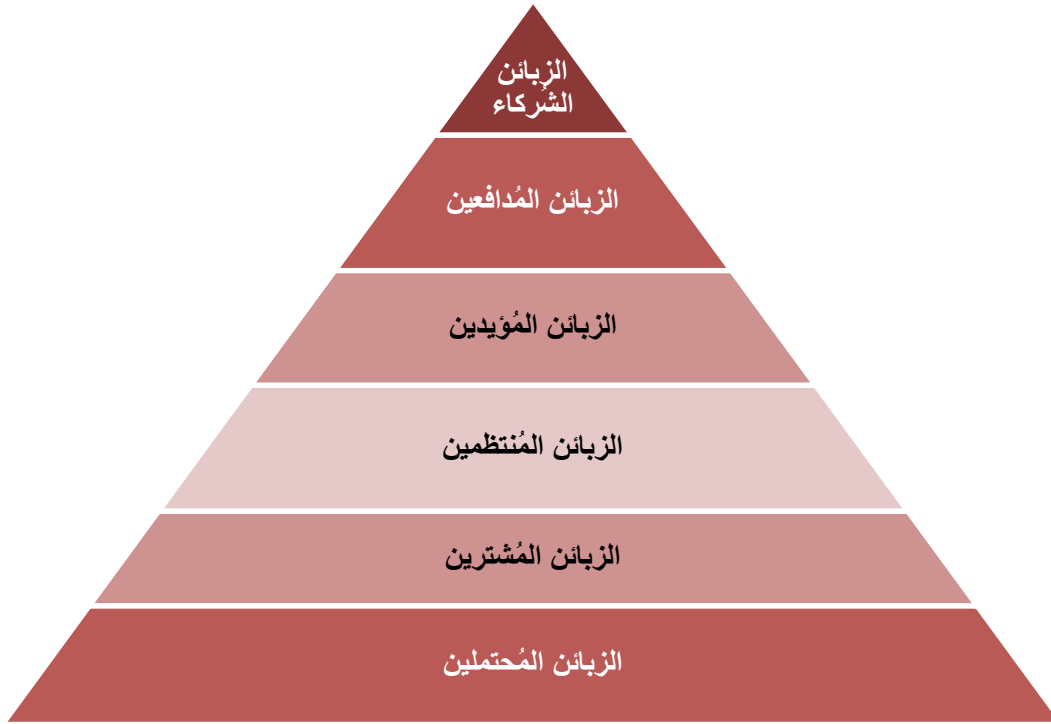 الزبائن
الشُركاء
الزبائن المُدافعين
الزبائن المُؤيدين
الزبائن المُنتظمين
الزبائن المُشترين
الزبائن المُحتملين